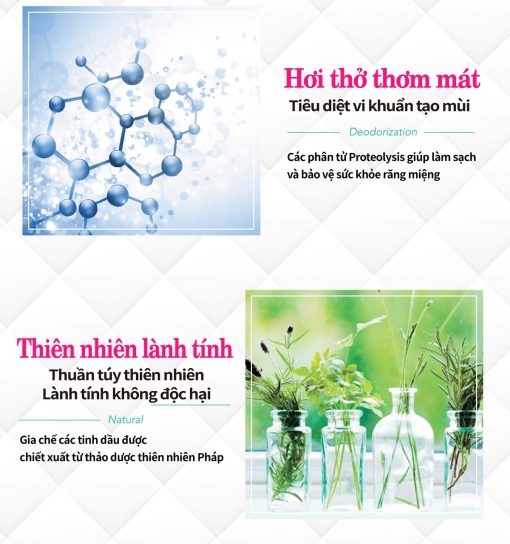 Hơi thở thơm mát
Tiêu diệt vi khuẩn tạo mùi
Deodorization
Các phân tử Proteolysis giúp làm sạch
và bảo vệ sức khỏe răng miệng
Thiên nhiên lành tính
Thuần túy thiên nhiên
Lành tính không độc hại
Natural
Gia chế các tinh dầu được
chiết xuất từ thảo dược thiên nhiên Pháp